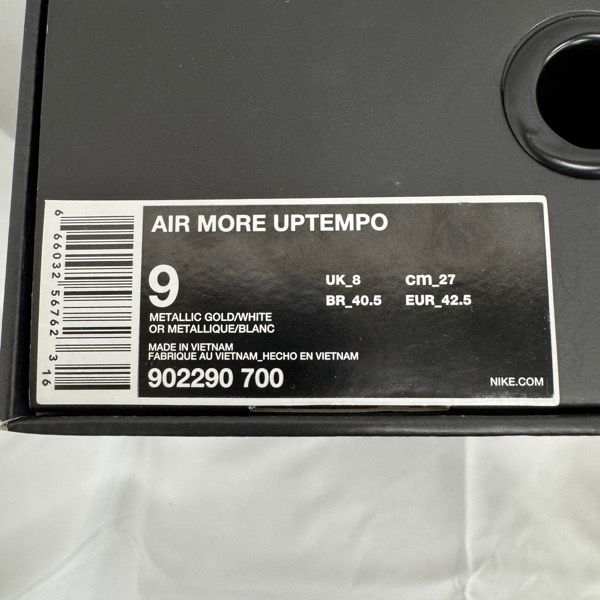 AIR MORE UPTEMPO
9
UK_8 cm_27
BR_40.5 EUR_42.5
METALLIC GOLD/WHITE
OR METALLIQUE/BLANC
MADE IN VIETNAM
FABRIQUE AU VIETNAM_HECHO EN VIETNAM
902290 700
NIKE.COM
6 66032 56762 3 16